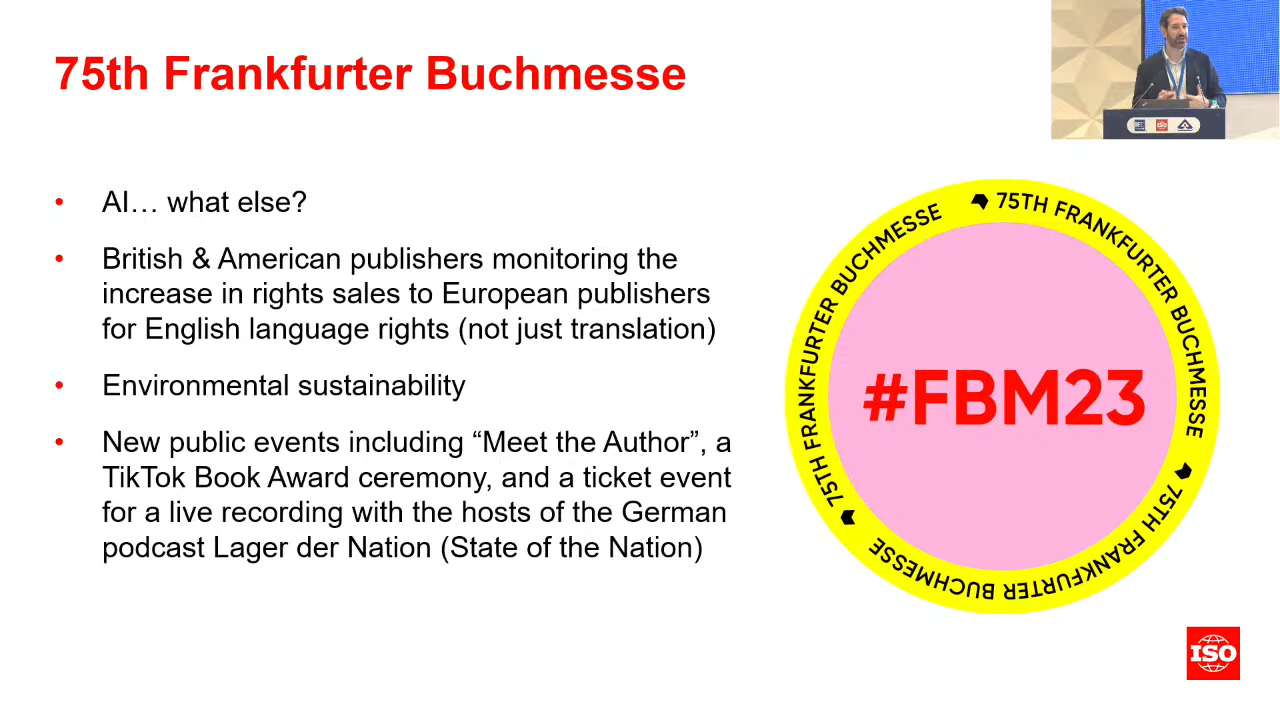 75th Frankfurter Buchmesse
• AI… what else?
• British & American publishers monitoring the
increase in rights sales to European publishers
for English language rights (not just translation)
• Environmental sustainability
• New public events including “Meet the Author”, a
TikTok Book Award ceremony, and a ticket event
for a live recording with the hosts of the German
podcast Lager der Nation (State of the Nation)
75TH FRANKFURTER BUCHMESSE
75TH FRANKFURTER BUCHMESSE
75TH FRANKFURTER BUCHMESSE
#FBM23
ISO
IEC
ISO